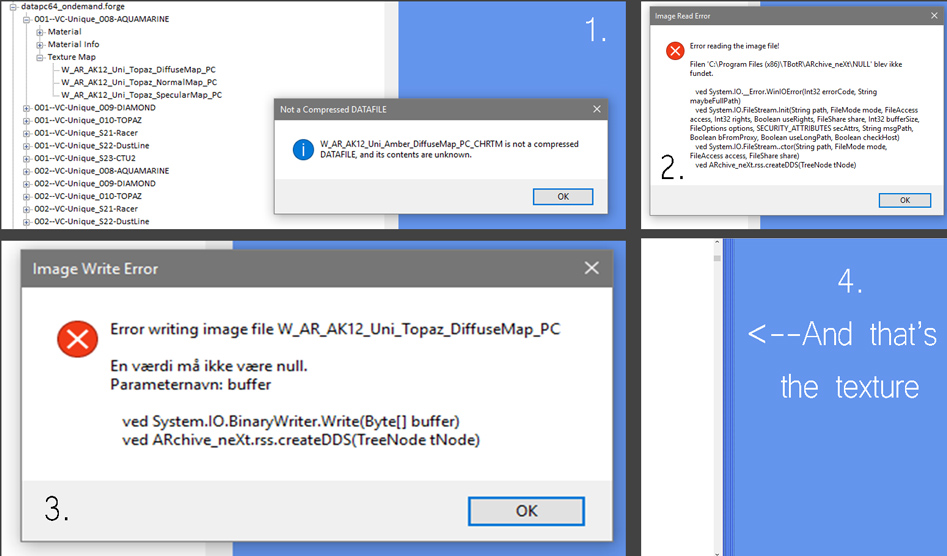 datapc64_ondemand.forge
001--VC-Unique_008-AQUAMARINE
Material
Material Info
Texture Map
W_AR_AK12_Uni_Topaz_DiffuseMap_PC
W_AR_AK12_Uni_Topaz_NormalMap_PC
W_AR_AK12_Uni_Topaz_SpecularMap_PC
001--VC-Unique_009-DIAMOND
001--VC-Unique_010-TOPAZ
001--VC-Unique_S21-Racer
001--VC-Unique_S22-DustLine
001--VC-Unique_S23-CTU2
002--VC-Unique_008-AQUAMARINE
002--VC-Unique_009-DIAMOND
002--VC-Unique_010-TOPAZ
002--VC-Unique_S21-Racer
002--VC-Unique_S22-DustLine
1.
Not a Compressed DATAFILE
W_AR_AK12_Uni_Amber_DiffuseMap_PC_CHRTM is not a compressed
DATAFILE, and its contents are unknown.
OK
Image Read Error
Error reading the image file!
Filen 'C:\Program Files (x86)\TBotR\ARchive_neXt\NULL' blev ikke
fundet.
ved System.IO.__Error.WinIOError(Int32 errorCode, String
maybeFullPath)
ved System.IO.FileStream.Init(String path, FileMode mode, FileAccess
access, Int32 rights, Boolean useRights, FileShare share, Int32 bufferSize,
FileOptions options, SECURITY_ATTRIBUTES secAttrs, String msgPath,
Boolean bFromProxy, Boolean useLongPath, Boolean checkHost)
ved System.IO.FileStream..ctor(String path, FileMode mode,
FileAccess access, FileShare share)
ved ARchive_neXt.rss.createDDS(TreeNode tNode)
2.
OK
Image Write Error
Error writing image file W_AR_AK12_Uni_Topaz_DiffuseMap_PC
En værdi må ikke være null.
Parameternavn: buffer
ved System.IO.BinaryWriter.Write(Byte[] buffer)
ved ARchive_neXt.rss.createDDS(TreeNode tNode)
3.
OK
4.
<--And that's
the texture